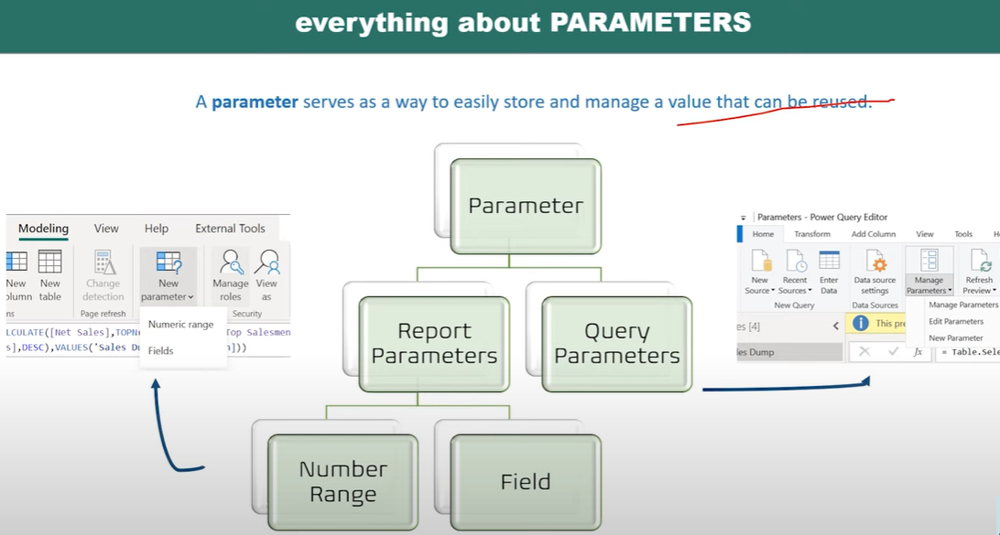 everything about PARAMETERS
A parameter serves as a way to easily store and manage a value that can be reused.
Parameter
Report
Parameters
Query
Parameters
Number
Range
Field
Modeling View Help External Tools
New
table
Change
detection
New
parameter
Manage
roles
View
as
Page refresh
Security
Numeric range
Fields
LCULATE([Net Sales],TOPN
Top Salesmen
s],DESC),VALUES('Sales Du
]))
Parameters - Power Query Editor
Home Transform Add Column View Tools
New
Source
Recent
Sources
Enter
Data
Data source
settings
Manage
Parameters
Refresh
Preview
New Query
Data Sources
Manage Parameters
Edit Parameters
New Parameter
es [4]
This pre
les Dump
fx
= Table.Sele